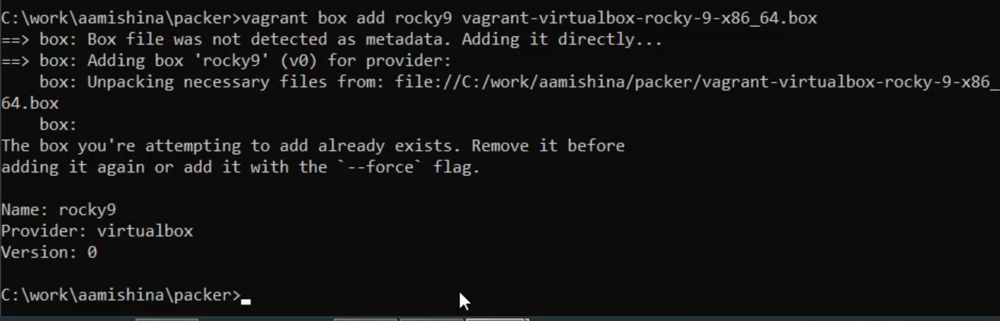 C:\work\aamishina\packer>vagrant box add rocky9 vagrant-virtualbox-rocky-9-x86_64.box
==> box: Box file was not detected as metadata. Adding it directly...
==> box: Adding box 'rocky9' (v0) for provider:
    box: Unpacking necessary files from: file://C:/work/aamishina/packer/vagrant-virtualbox-rocky-9-x86_
64.box
    box:
The box you're attempting to add already exists. Remove it before
adding it again or add it with the `--force` flag.

Name: rocky9
Provider: virtualbox
Version: 0

C:\work\aamishina\packer>